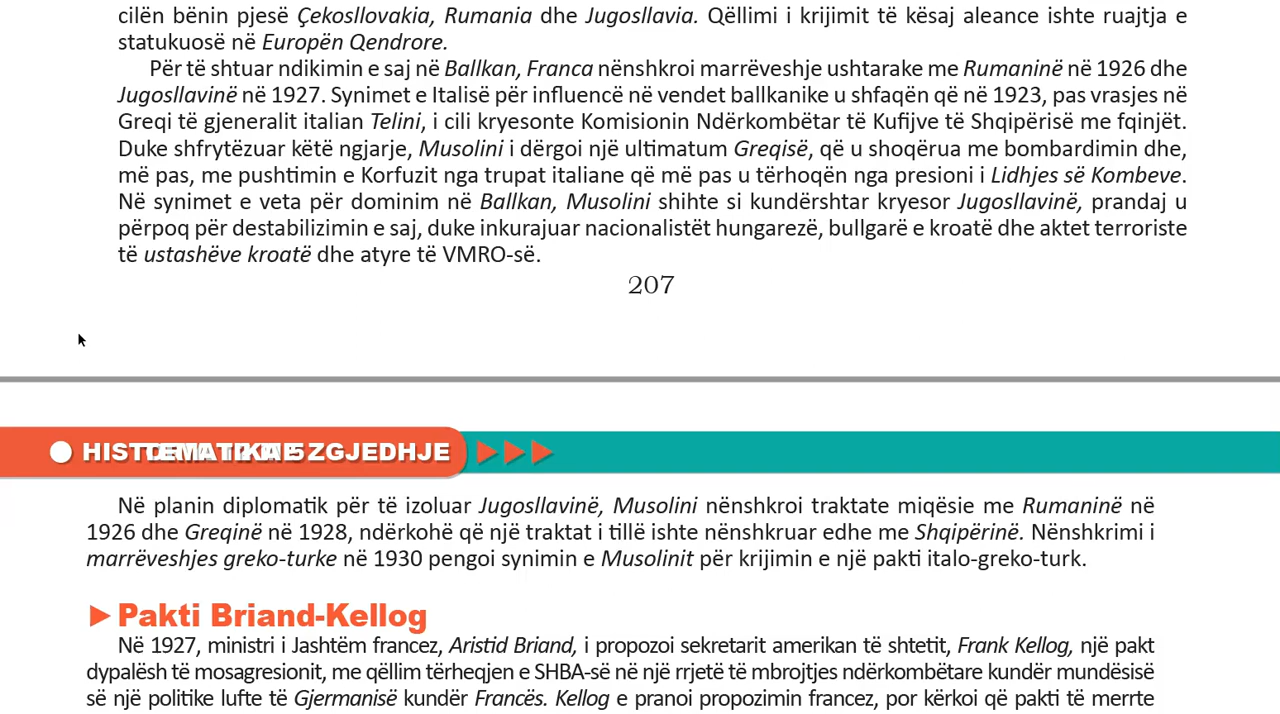 cilën bënin pjesë Çekosllovakia, Rumania dhe Jugosllavia. Qëllimi i krijimit të kësaj aleance ishte ruajtja e
statukuosë në Europën Qendrore.
Për të shtuar ndikimin e saj në Ballkan, Franca nënshkroi marrëveshje ushtarake me Rumaninë në 1926 dhe
Jugosllavinë në 1927. Synimet e Italisë për influencë në vendet ballkanike u shfaqën që në 1923, pas vrasjes në
Greqi të gjeneralit italian Telini, i cili kryesonte Komisionin Ndërkombëtar të Kufijve të Shqipërisë me fqinjët.
Duke shfrytëzuar këtë ngjarje, Musolini i dërgoi një ultimatum Greqisë, që u shoqërua me bombardimin dhe,
më pas, me pushtimin e Korfuzit nga trupat italiane që më pas u tërhoqën nga presioni i Lidhjes së Kombeve.
Në synimet e veta për dominim në Ballkan, Musolini shihte si kundërshtar kryesor Jugosllavinë, prandaj u
përpoq për destabilizimin e saj, duke inkurajuar nacionalistët hungarezë, bullgarë e kroatë dhe aktet terroriste
të ustashëve kroatë dhe atyre të VMRO-së.
207
ZGJEDHJE
Në planin diplomatik për të izoluar Jugosllavinë, Musolini nënshkroi traktate miqësie me Rumaninë në
1926 dhe Greqinë në 1928, ndërkohë që një traktat i tillë ishte nënshkruar edhe me Shqipërinë. Nënshkrimi i
marrëveshjes greko-turke në 1930 pengoi synimin e Musolinit për krijimin e një pakti italo-greko-turk.
Pakti Briand-Kellog
Në 1927, ministri i Jashtëm francez, Aristid Briand, i propozoi sekretarit amerikan të shtetit, Frank Kellog, një pakt
dypalësh të mosagresionit, me qëllim tërheqjen e SHBA-së në një rrjetë të mbrojtjes ndërkombëtare kundër mundësisë
së një politike lufte të Gjermanisë kundër Francës. Kellog e pranoi propozimin francez, por kërkoi që pakti të merrte